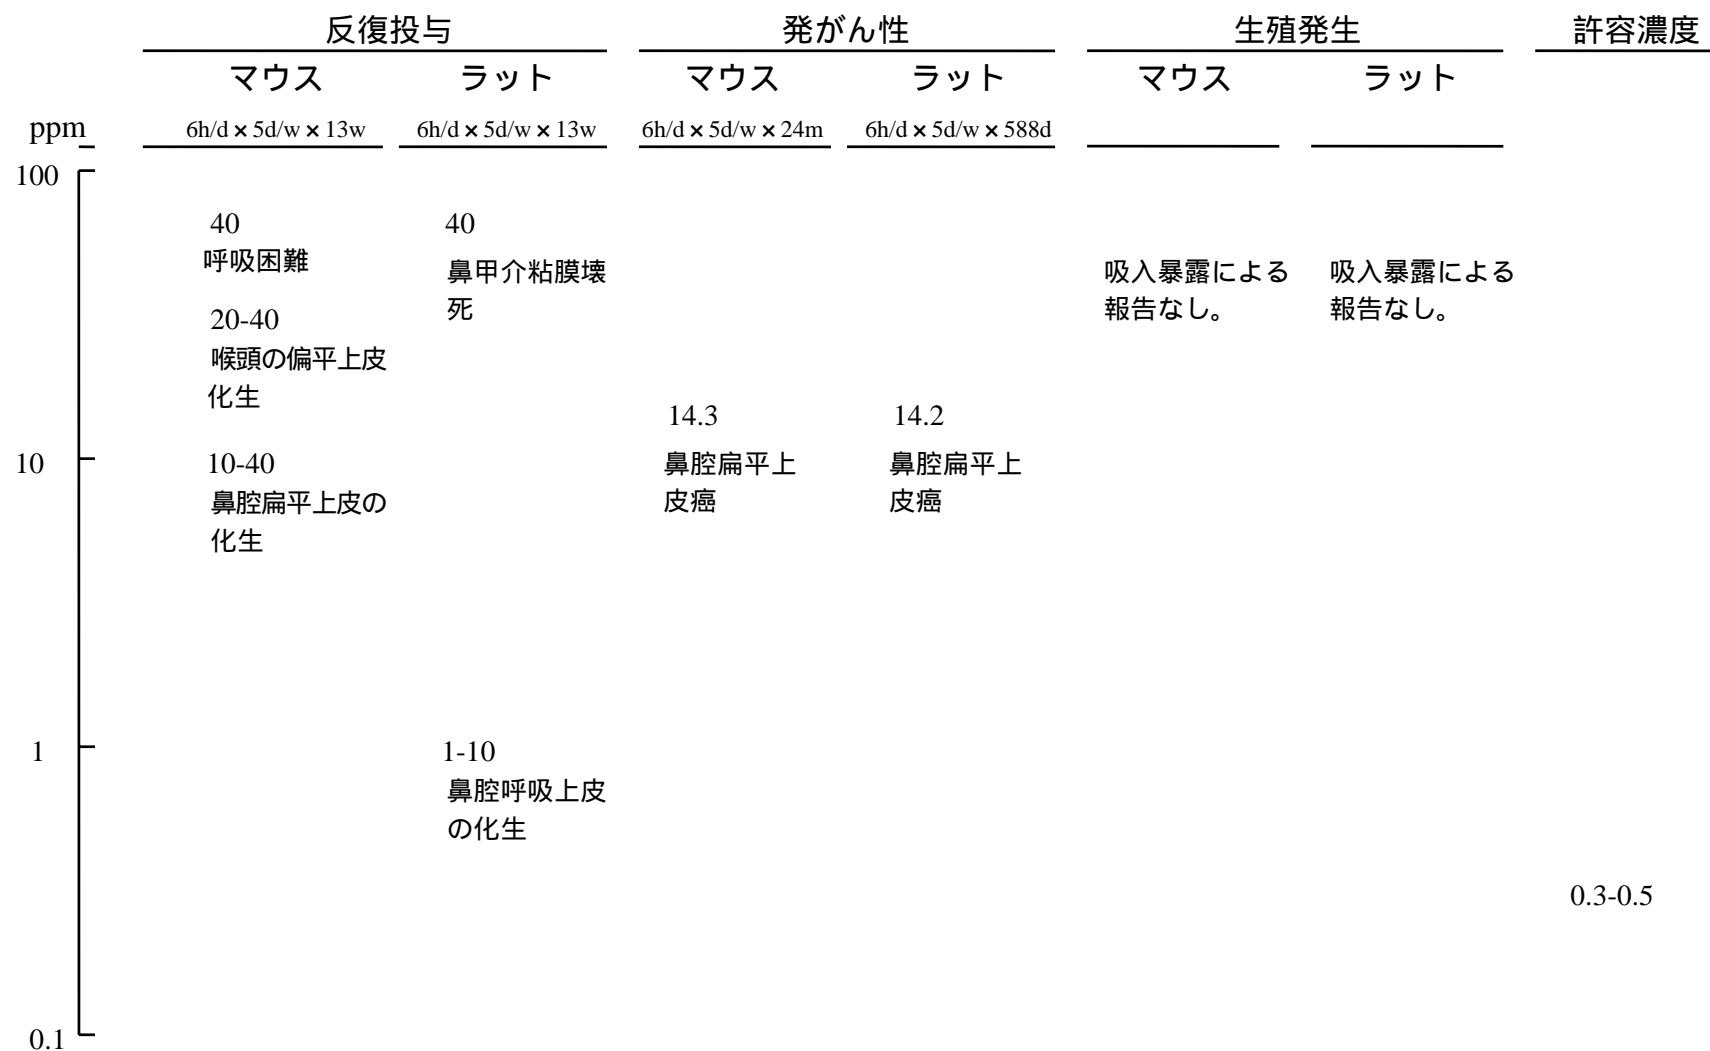 反復投与 発がん性 生殖発生 許容濃度
マウス ラット マウス ラット マウス ラット
ppm 6h/d×5d/w×13w 6h/d×5d/w×13w 6h/d×5d/w×24m 6h/d×5d/w×588d
100
40
呼吸困難
20-40
喉頭の偏平上皮
化生
10-40
鼻腔扁平上皮の
化生
40
鼻甲介粘膜壊
死
1-10
鼻腔呼吸上皮
の化生
14.3
鼻腔扁平上
皮癌
14.2
鼻腔扁平上
皮癌
吸入暴露による
報告なし。
吸入暴露による
報告なし。
0.3-0.5
10
1
0.1